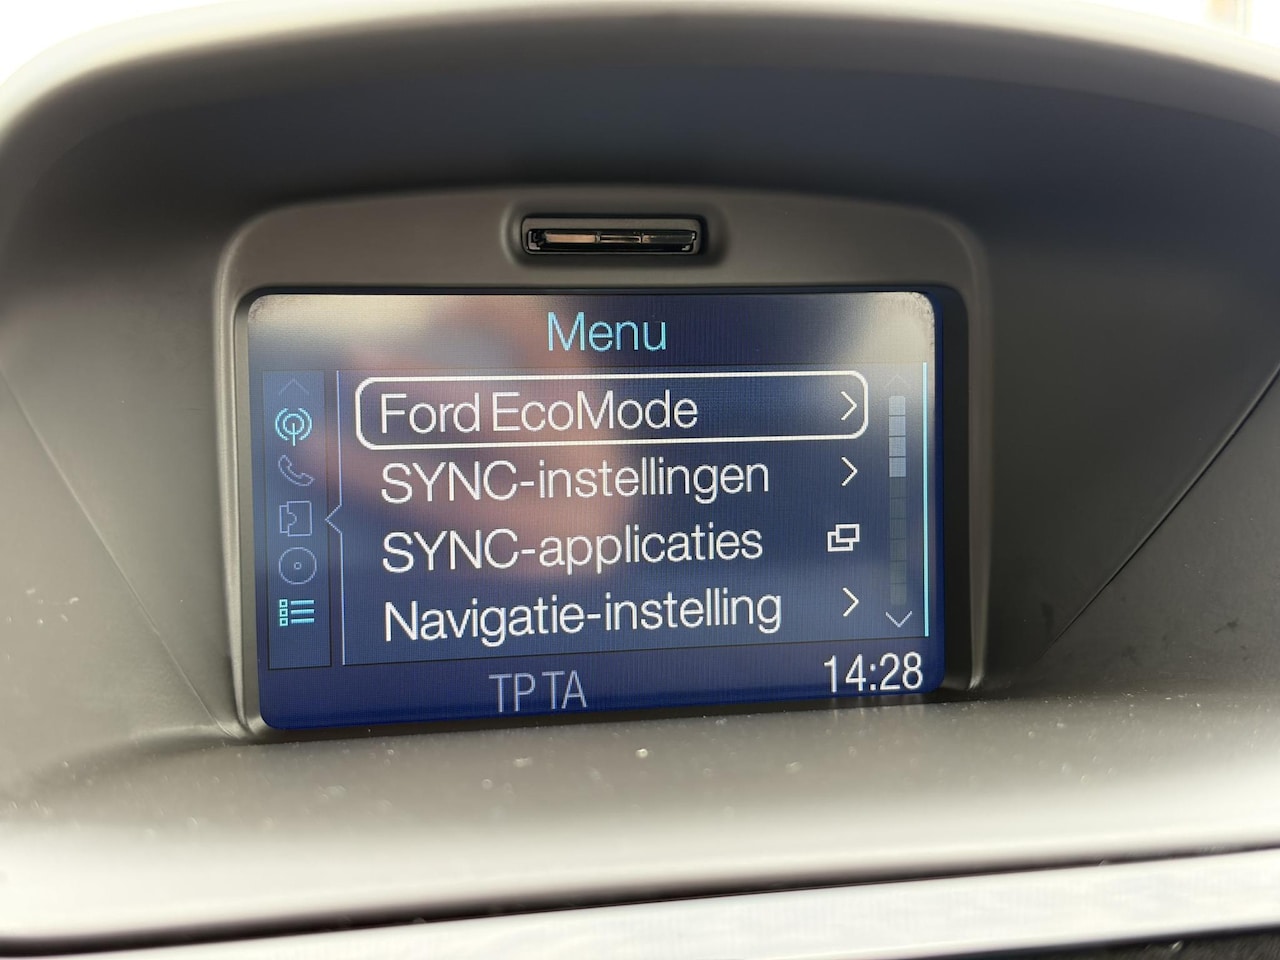 Menu
Ford EcoMode
SYNC-instellingen
SYNC-applicaties
Navigatie-instelling
TP TA
14:28